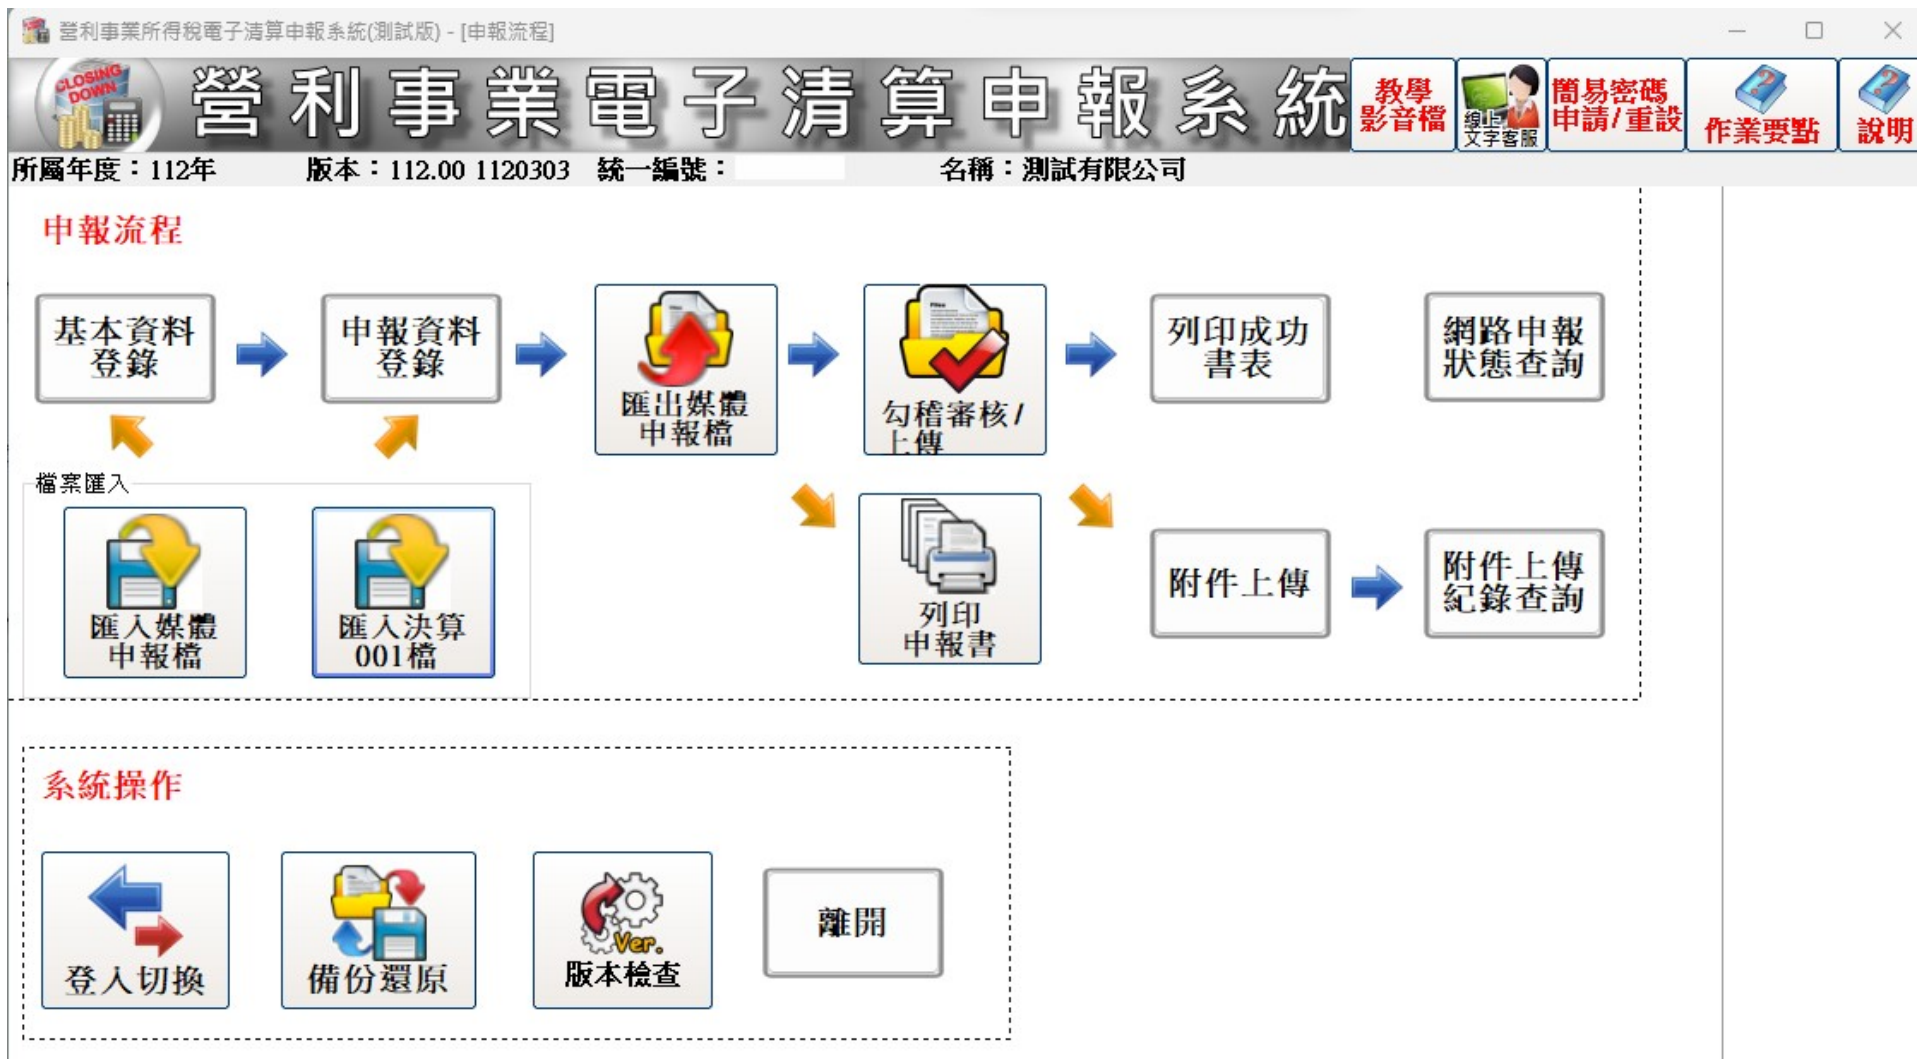 營利事業所得稅電子清算申報系統(測試版) - [申報流程]
CLOSING
DOWN
營利事業電子清算申報系統
教學
影音檔
線上
文字客服
簡易密碼
申請/重設
作業要點
說明
所屬年度：112年 版本：112.00 1120303 統一編號： 名稱：測試有限公司
申報流程
基本資料
登錄
申報資料
登錄
Files
匯出媒體
申報檔
Files
勾稽審核/
上傳
列印成功
書表
網路申報
狀態查詢
檔案匯入
匯入媒體
申報檔
匯入決算
001檔
列印
申報書
附件上傳
附件上傳
紀錄查詢
系統操作
登入切換
備份還原
Ver.
版本檢查
離開